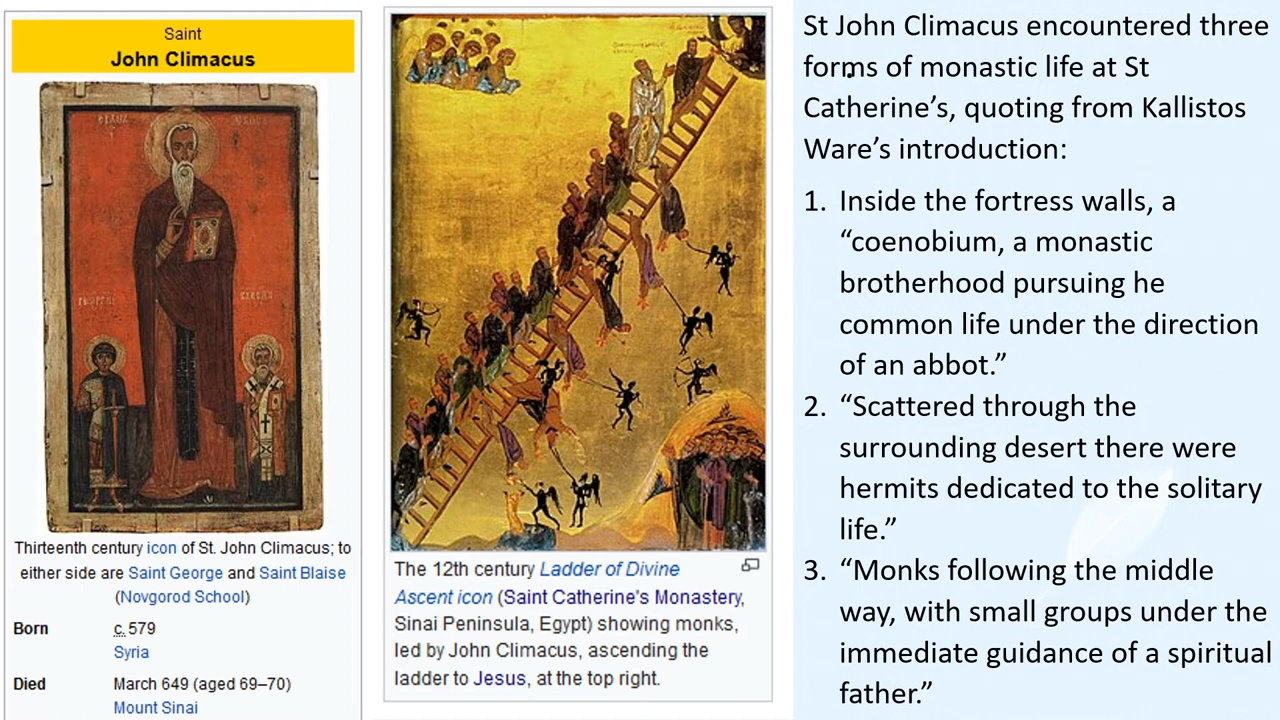 Saint
John Climacus
Thirteenth century icon of St. John Climacus; to
either side are Saint George and Saint Blaise
(Novgorod School)
Born c. 579
Syria
Died March 649 (aged 69–70)
Mount Sinai
The 12th century Ladder of Divine
Ascent icon (Saint Catherine's Monastery,
Sinai Peninsula, Egypt) showing monks,
led by John Climacus, ascending the
ladder to Jesus, at the top right.
St John Climacus encountered three
forms of monastic life at St
Catherine’s, quoting from Kallistos
Ware’s introduction:
1. Inside the fortress walls, a
“coenobium, a monastic
brotherhood pursuing he
common life under the direction
of an abbot.”
2. “Scattered through the
surrounding desert there were
hermits dedicated to the solitary
life.”
3. “Monks following the middle
way, with small groups under the
immediate guidance of a spiritual
father.”